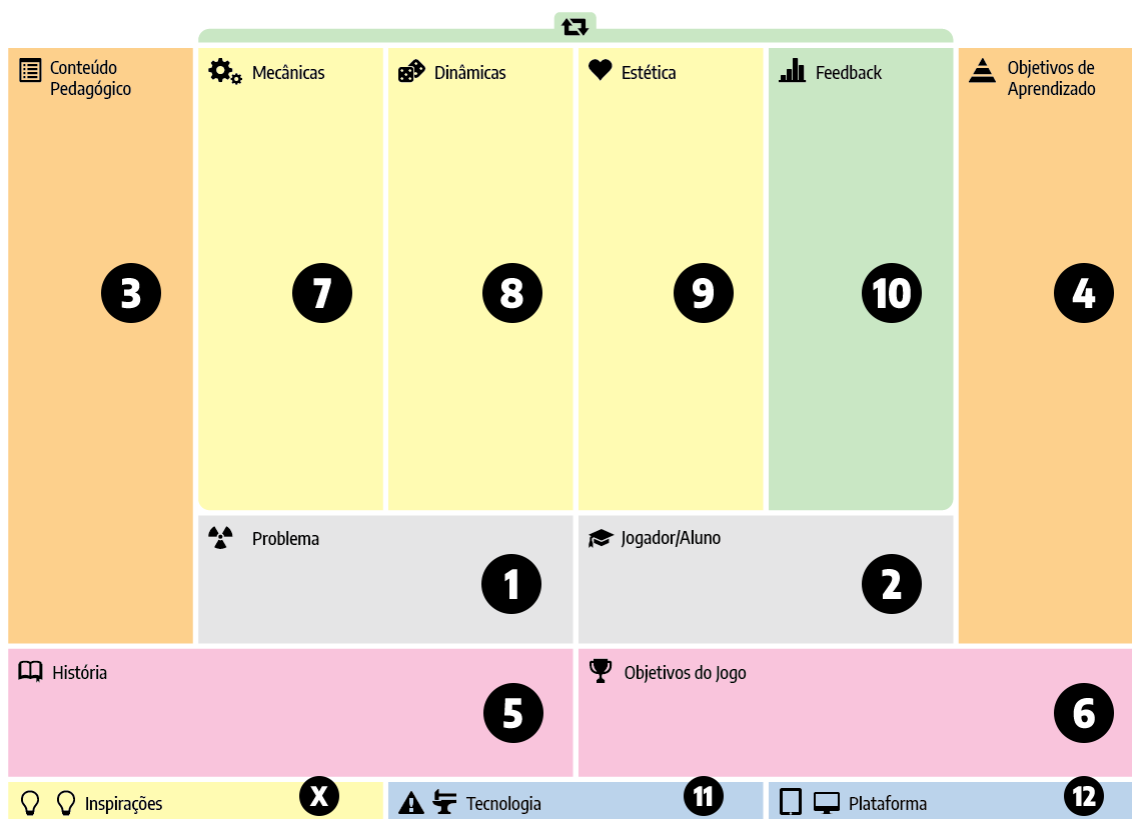 Conteúdo
Pedagógico
Mecânicas
Dinâmicas
Estética
Feedback
Objetivos de
Aprendizado
3
7
8
9
10
4
Problema
1
Jogador/Aluno
2
História
5
Objetivos do Jogo
6
Inspirações
X
Tecnologia
11
Plataforma
12